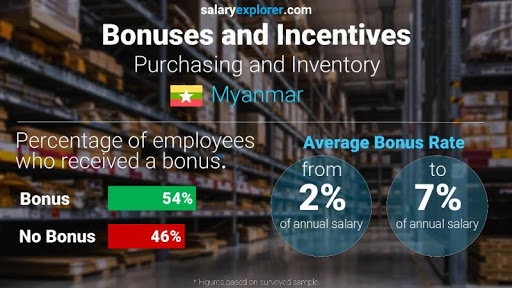 salaryexplorer.com
Bonuses and Incentives
Purchasing and Inventory
Myanmar
Percentage of employees
who received a bonus.
Bonus 54%
No Bonus 46%
Average Bonus Rate
from
2%
of annual salary
to
7%
of annual salary
* Figures based on surveyed sample.